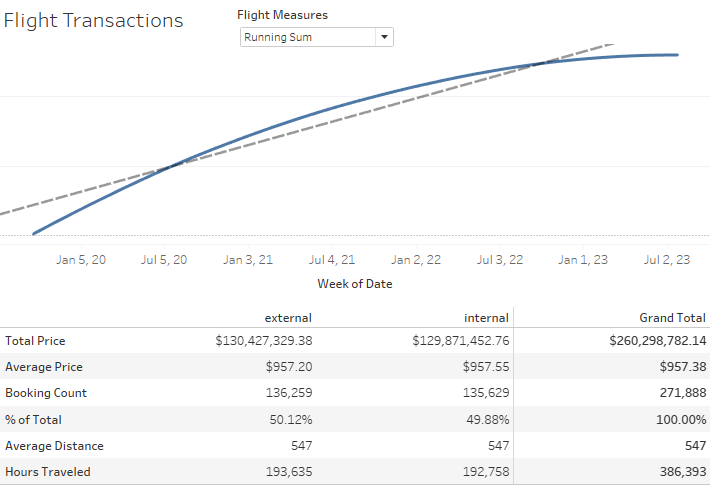 Flight Transactions
Flight Measures
Running Sum
Jan 5, 20 Jul 5, 20 Jan 3, 21 Jul 4, 21 Jan 2, 22 Jul 3, 22 Jan 1, 23 Jul 2, 23
Week of Date
external internal Grand Total
Total Price $130,427,329.38 $129,871,452.76 $260,298,782.14
Average Price $957.20 $957.55 $957.38
Booking Count 136,259 135,629 271,888
% of Total 50.12% 49.88% 100.00%
Average Distance 547 547 547
Hours Traveled 193,635 192,758 386,393